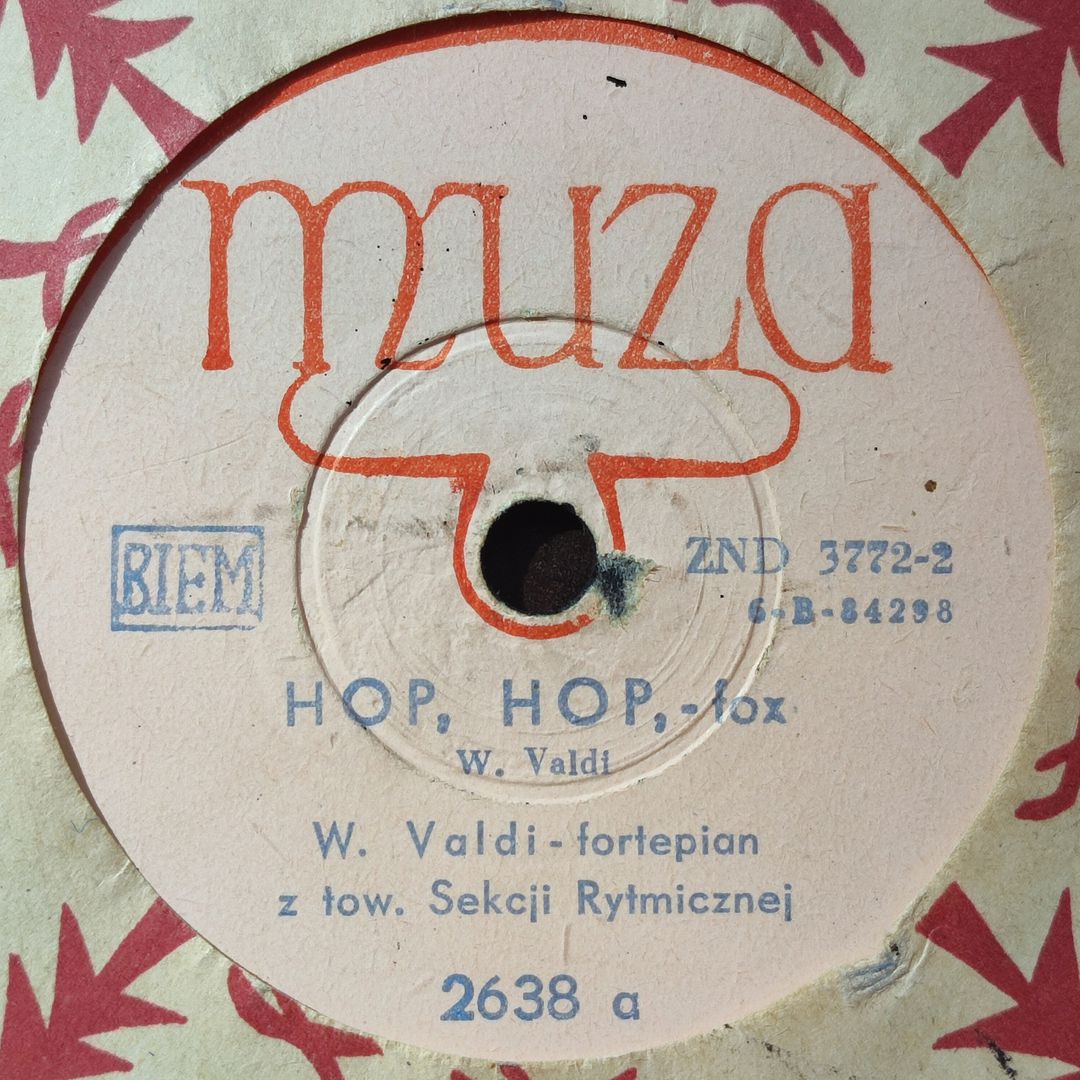 muza
BIEM
ZND 3772-2
6-B-84298
HOP, HOP,-fox
W. Valdi
W. Valdi - fortepian
z tow. Sekcji Rytmicznej
2638 a